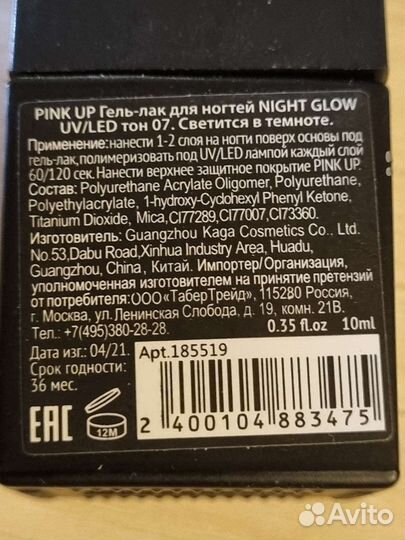 PINK UP Гель-лак для ногтей NIGHT GLOW
UV/LED тон 07. Светится в темноте.
Применение:нанести 1-2 слоя на ногти поверх основы под
гель-лак,полимеризовать под UV/LED лампой каждый слой
60/120 сек. Нанести верхнее защитное покрытие PINK UP.
Состав: Polyurethane Acrylate Oligomer, Polyurethane,
Polyethylacrylate, 1-hydroxy-Cyclohexyl Phenyl Ketone,
Titanium Dioxide, Mica,CI77289,CI77007,CI73360.
Изготовитель: Guangzhou Kaga Cosmetics Co., Ltd.
No.53,Dabu Road,Xinhua Industry Area, Huadu,
Guangzhou, China , Китай. Импортер/Организация,
уполномоченная изготовителем на принятие претензий
от потребителя:ООО«ТаберТрейд», 115280 Россия,
г. Москва, ул. Ленинская Слобода, д. 19, комн. 21В.
Тел.: +7(495)380-28-28.
0.35 fl.oz 10ml
Дата изг.: 04/21.
Срок годности:
36 мес.
Арт.185519
EAC
12M
2 400104 883475
Avito